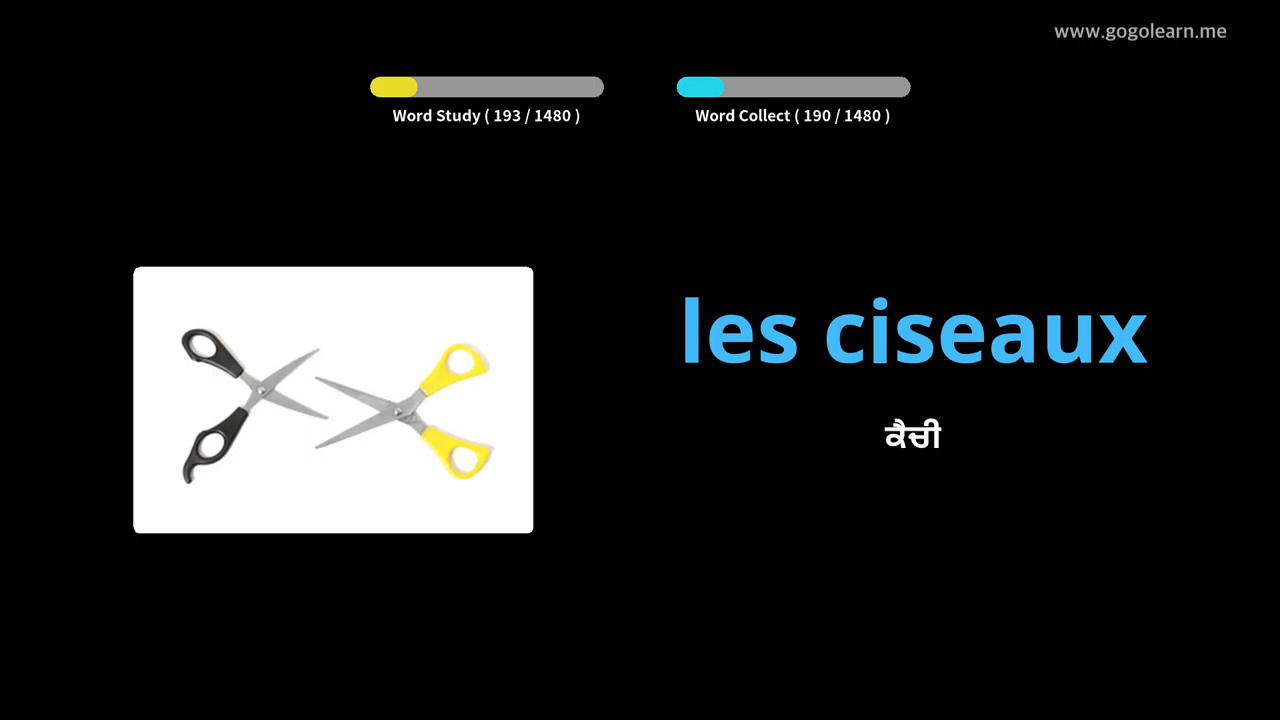 www.gogolearn.me
Word Study ( 193 / 1480 )
Word Collect ( 190 / 1480 )
les ciseaux
ਕੈਚੀ